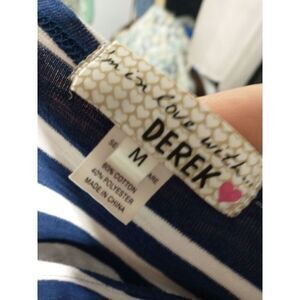 I'm in love with...
DEREK
M
60% COTTON
40% POLYESTER
MADE IN CHINA